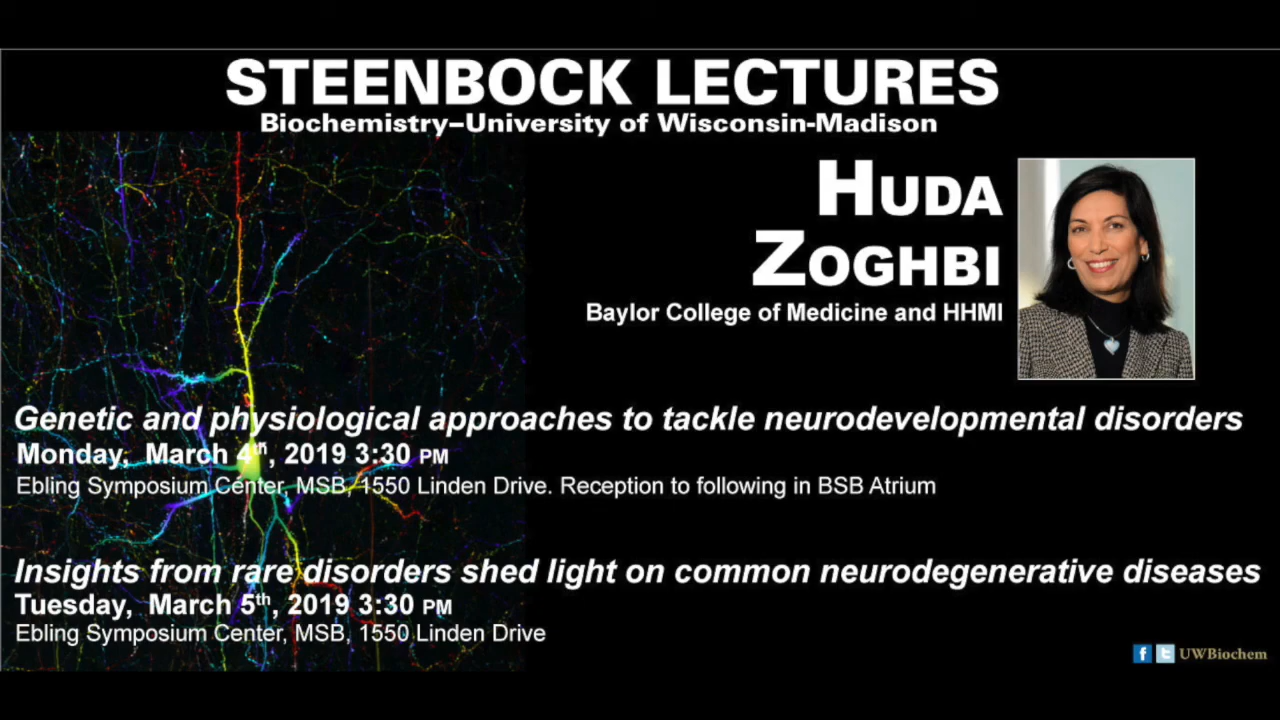 STEENBOCK LECTURES
Biochemistry–University of Wisconsin-Madison
HUDA
ZOGHBI
Baylor College of Medicine and HHMI
Genetic and physiological approaches to tackle neurodevelopmental disorders
Monday, March 4th, 2019 3:30 PM
Ebling Symposium Center, MSB, 1550 Linden Drive. Reception to following in BSB Atrium
Insights from rare disorders shed light on common neurodegenerative diseases
Tuesday, March 5th, 2019 3:30 PM
Ebling Symposium Center, MSB, 1550 Linden Drive
f t UWBiochem